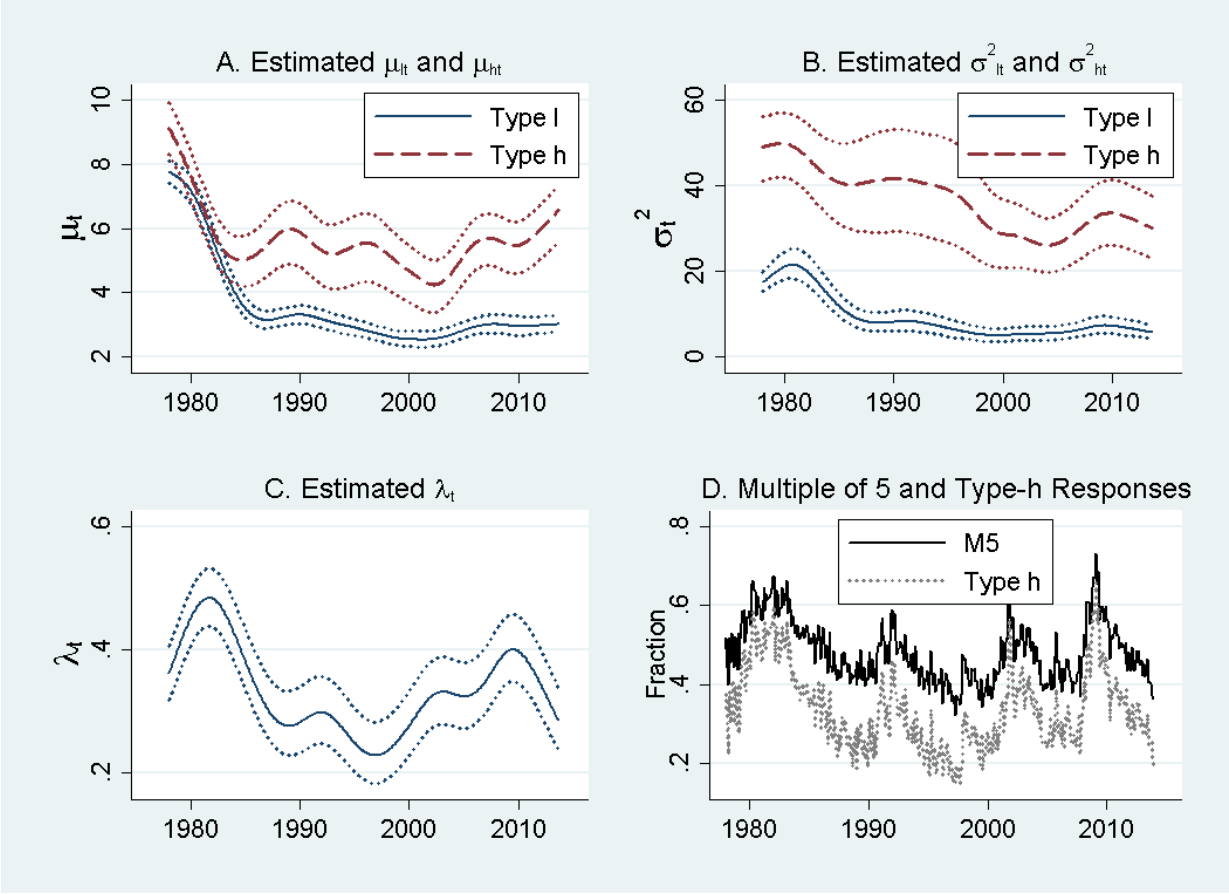 A. Estimated μlt and μht
10
8
6
4
2
μt
Type l
Type h
1980 1990 2000 2010
B. Estimated σ²lt and σ²ht
60
40
20
0
σt²
Type l
Type h
1980 1990 2000 2010
C. Estimated λt
.6
.4
.2
λt
1980 1990 2000 2010
D. Multiple of 5 and Type-h Responses
.8
.6
.4
.2
Fraction
M5
Type h
1980 1990 2000 2010